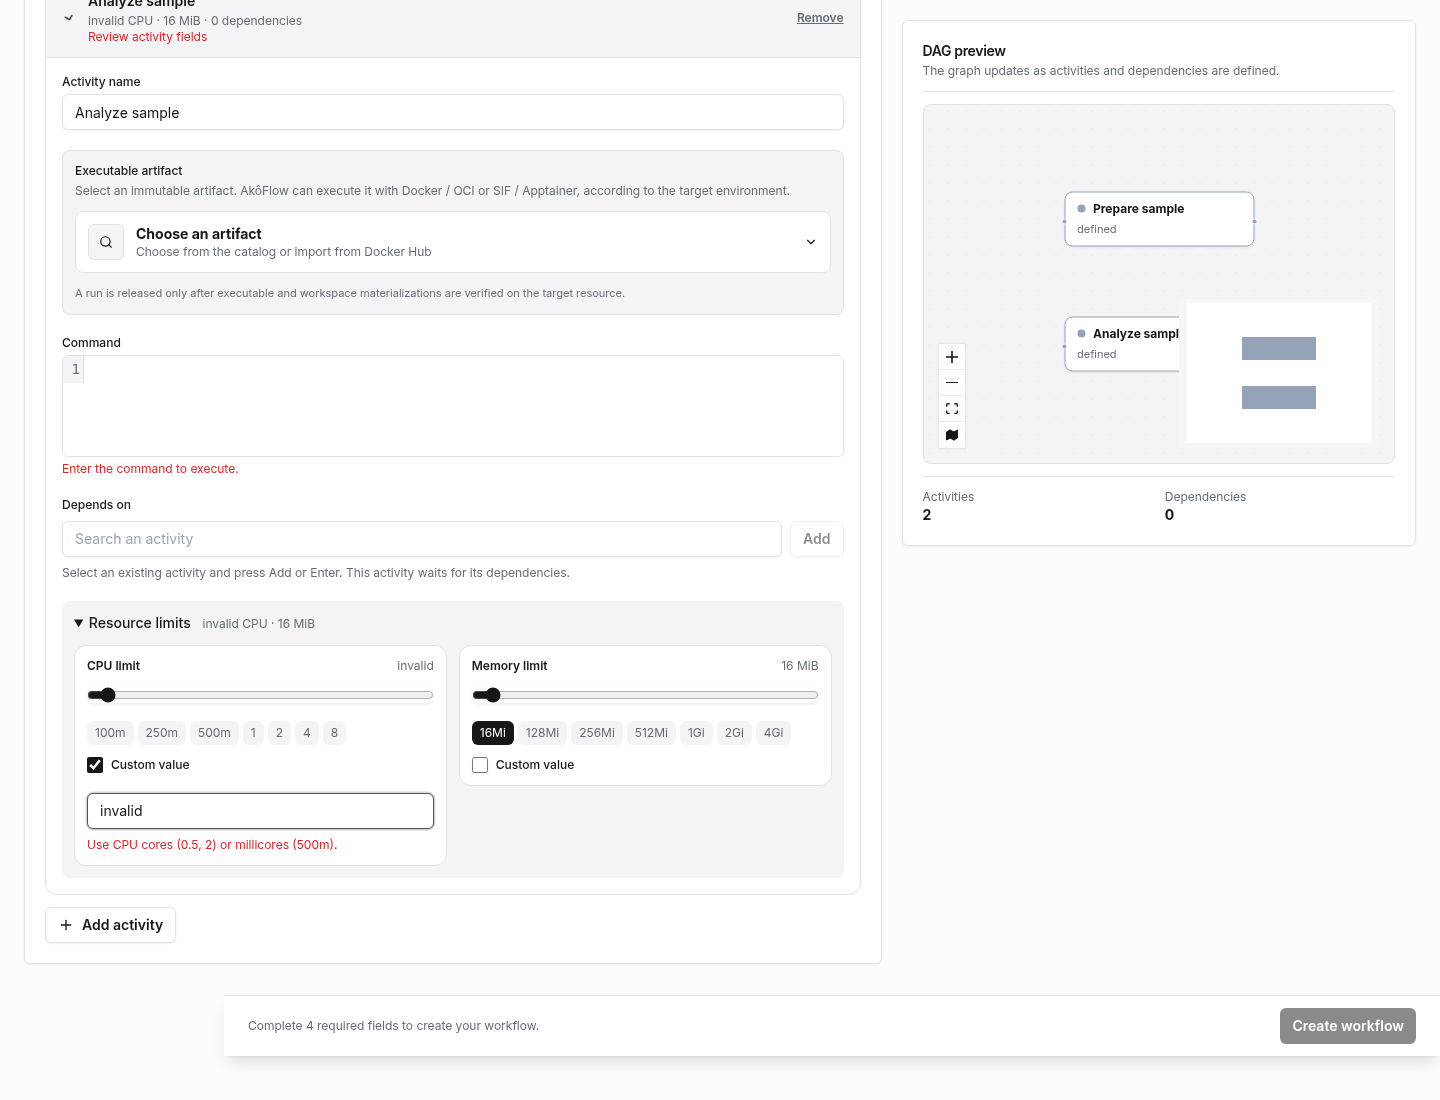 Analyze sample
invalid CPU · 16 MiB · 0 dependencies
Review activity fields
Remove
Activity name
Analyze sample
Executable artifact
Select an immutable artifact. AkôFlow can execute it with Docker / OCI or SIF / Apptainer, according to the target environment.
Choose an artifact
Choose from the catalog or import from Docker Hub
A run is released only after executable and workspace materializations are verified on the target resource.
Command
1
Enter the command to execute.
Depends on
Search an activity
Add
Select an existing activity and press Add or Enter. This activity waits for its dependencies.
Resource limits invalid CPU · 16 MiB
CPU limit invalid
100m 250m 500m 1 2 4 8
Custom value
invalid
Use CPU cores (0.5, 2) or millicores (500m).
Memory limit 16 MiB
16Mi 128Mi 256Mi 512Mi 1Gi 2Gi 4Gi
Custom value
Add activity
DAG preview
The graph updates as activities and dependencies are defined.
Prepare sample
defined
Analyze sampl
defined
Activities
2
Dependencies
0
Complete 4 required fields to create your workflow.
Create workflow